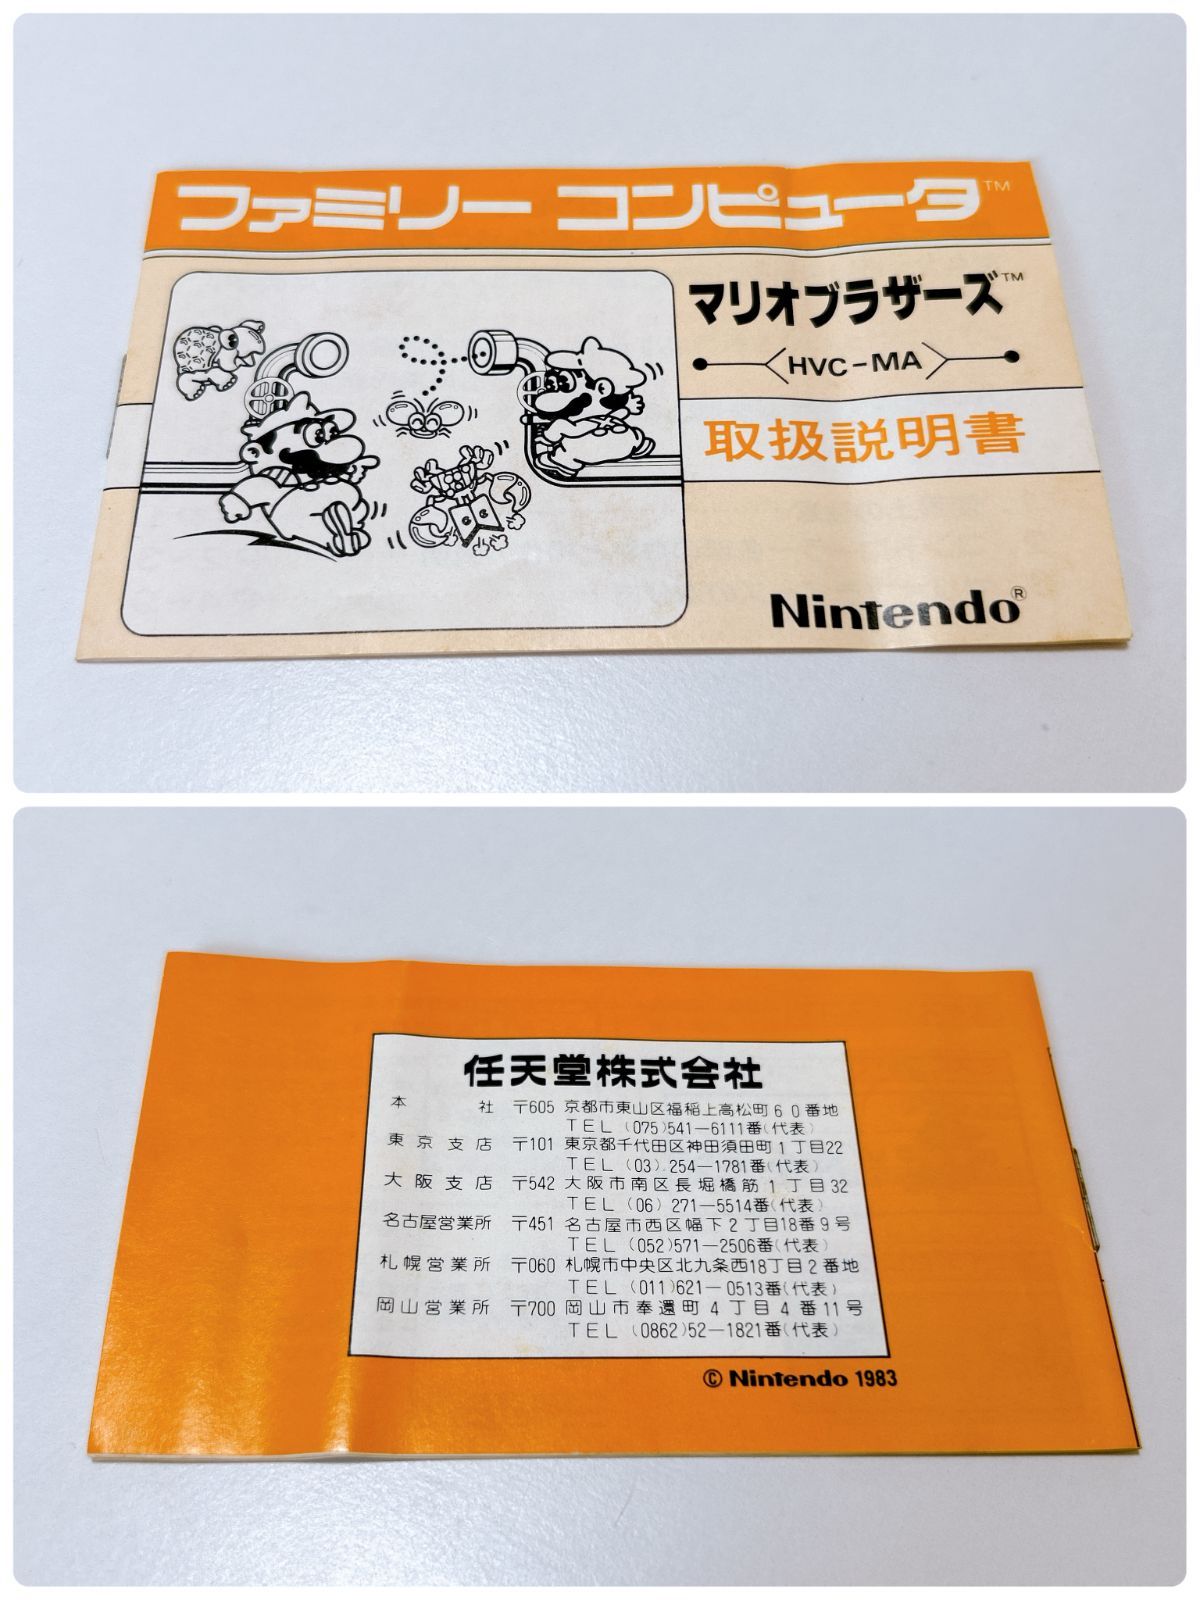 ファミリー コンピュータ™
マリオブラザーズ™
HVC-MA
取扱説明書
Nintendo®
任天堂株式会社
本社 〒605 京都市東山区福稲上高松町60番地
TEL (075)541-6111番(代表)
東京支店 〒101 東京都千代田区神田須田町1丁目22
TEL (03).254-1781番(代表)
大阪支店 〒542 大阪市南区長堀橋筋1丁目32
TEL (06) 271-5514番(代表)
名古屋営業所 〒451 名古屋市西区幅下2丁目18番9号
TEL (052)571-2506番(代表)
札幌営業所 〒060 札幌市中央区北九条西18丁目2番地
TEL (011)621-0513番(代表)
岡山営業所 〒700 岡山市奉還町4丁目4番11号
TEL (0862)52-1821番(代表)
© Nintendo 1983